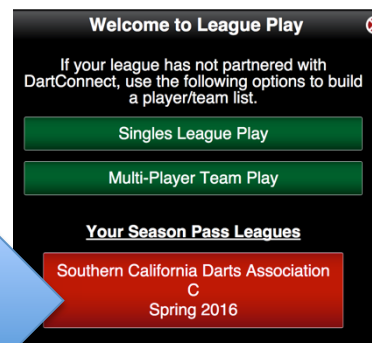 Welcome to League Play
If your league has not partnered with
DartConnect, use the following options to build
a player/team list.
Singles League Play
Multi-Player Team Play
Your Season Pass Leagues
Southern California Darts Association
C
Spring 2016